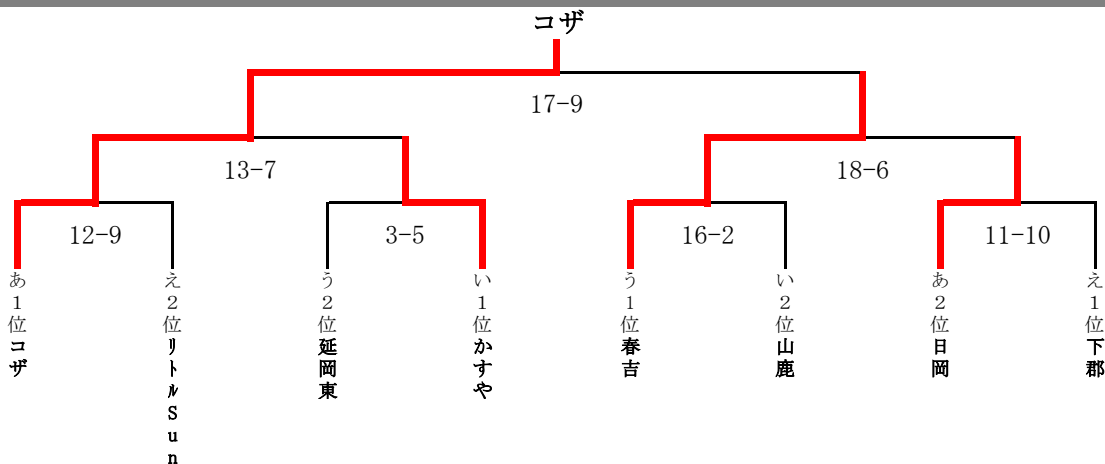 コザ
17-9
13-7
18-6
12-9
3-5
16-2
11-10
あ1位コザ
え2位リトルSun
う2位延岡東
い1位かすや
う1位春吉
い2位山鹿
あ2位日岡
え1位下郡